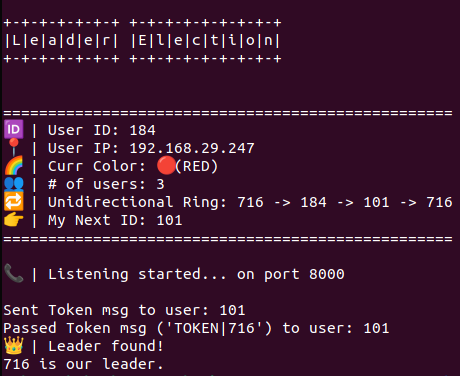 +-+-+-+-+-+-+ +-+-+-+-+-+-+-+-+
|L|e|a|d|e|r| |E|l|e|c|t|i|o|n|
+-+-+-+-+-+-+ +-+-+-+-+-+-+-+-+
==================================================
🆔 | User ID: 184
📍 | User IP: 192.168.29.247
🌈 | Curr Color: 🔴(RED)
👥 | # of users: 3
🔁 | Unidirectional Ring: 716 -> 184 -> 101 -> 716
👉 | My Next ID: 101
==================================================
📞 | Listening started... on port 8000
Sent Token msg to user: 101
Passed Token msg ('TOKEN|716') to user: 101
👑 | Leader found!
716 is our leader.